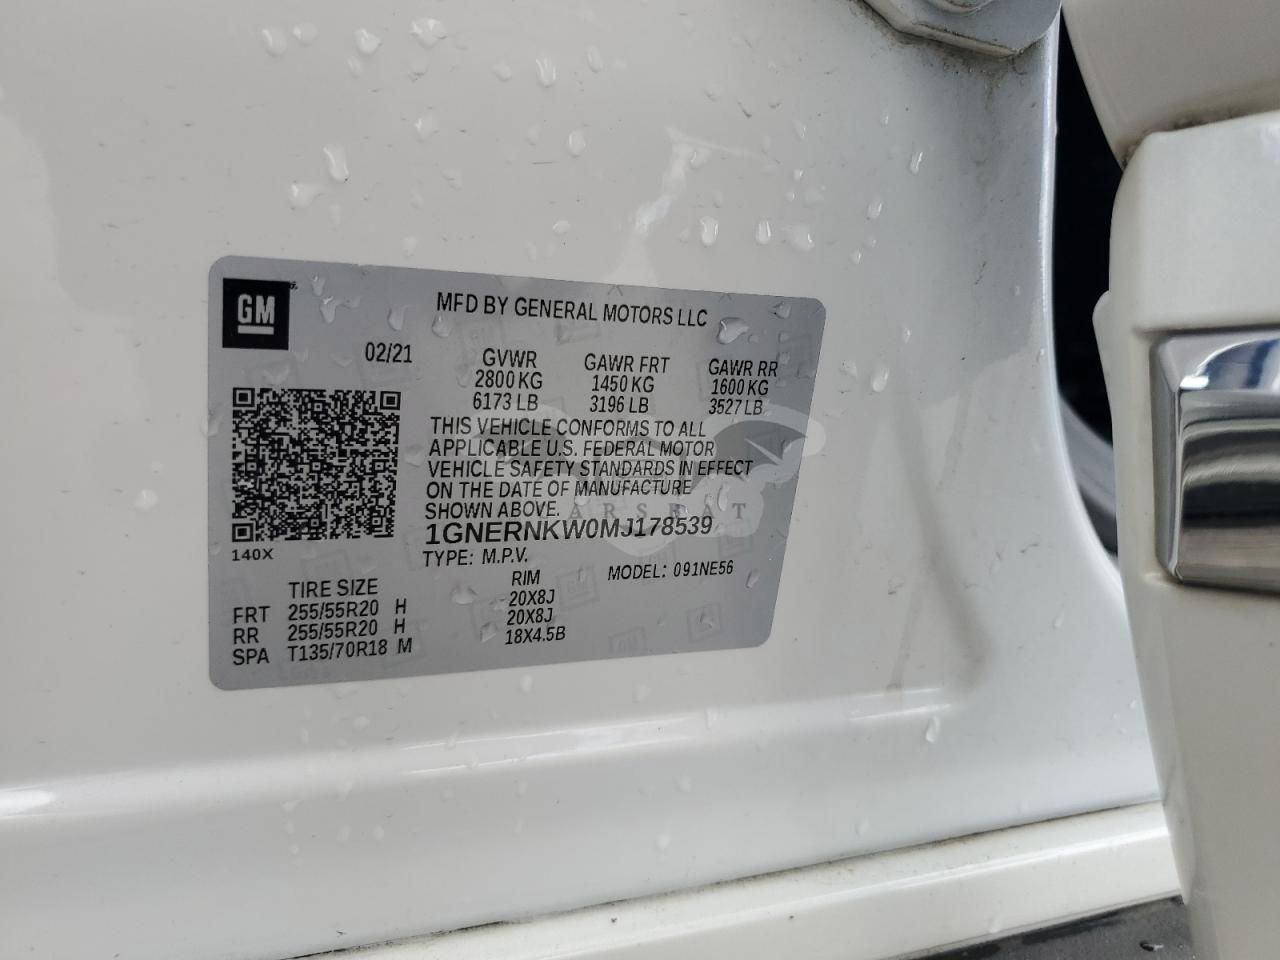 GM
MFD BY GENERAL MOTORS LLC
02/21
GVWR GAWR FRT GAWR RR
2800 KG 1450 KG 1600 KG
6173 LB 3196 LB 3527 LB
THIS VEHICLE CONFORMS TO ALL
APPLICABLE U.S. FEDERAL MOTOR
VEHICLE SAFETY STANDARDS IN EFFECT
ON THE DATE OF MANUFACTURE
SHOWN ABOVE.
1GNERNKW0MJ178539
140X
TYPE: M.P.V. MODEL: 091NE56
TIRE SIZE RIM
FRT 255/55R20 H 20X8J
RR 255/55R20 H 20X8J
SPA T135/70R18 M 18X4.5B